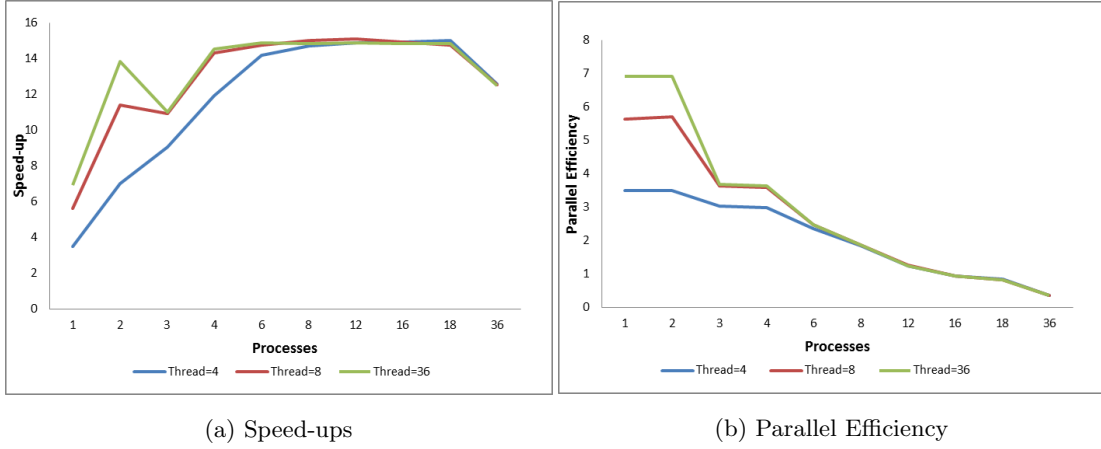 16
14
12
10
8
6
4
2
0
Speed-up
1 2 3 4 6 8 12 16 18 36
Processes
Thread=4 Thread=8 Thread=36
(a) Speed-ups
8
7
6
5
4
3
2
1
0
Parallel Efficiency
1 2 3 4 6 8 12 16 18 36
Processes
Thread=4 Thread=8 Thread=36
(b) Parallel Efficiency